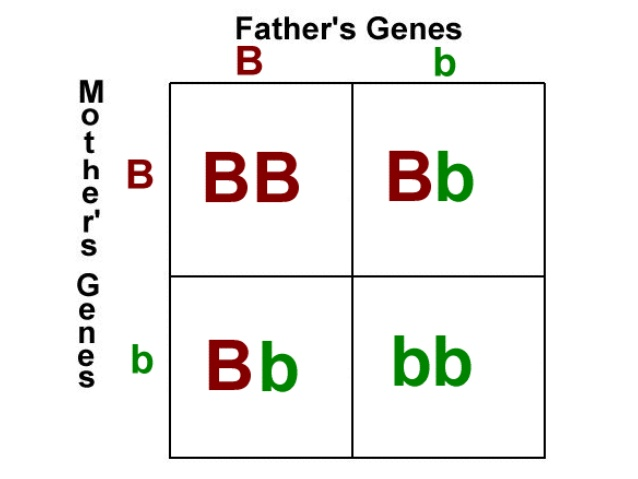 Father's Genes
B b
Mother's Genes
B BB Bb
b Bb bb